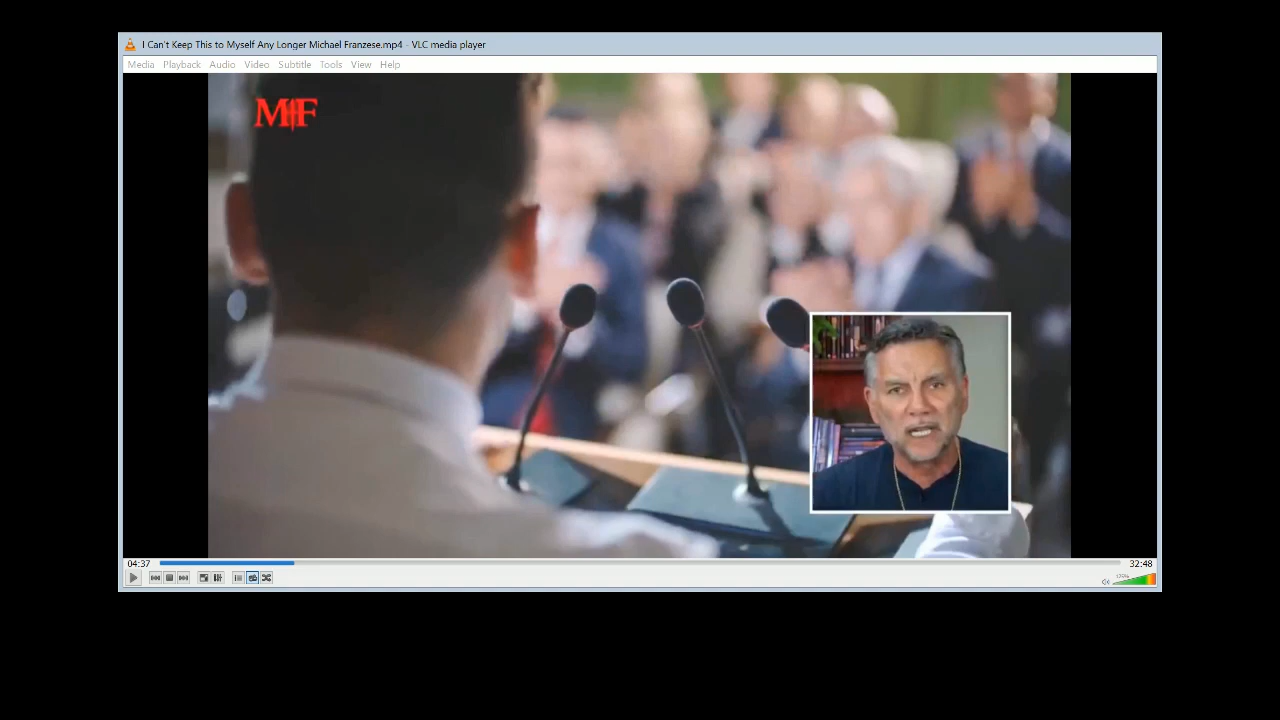 I Can't Keep This to Myself Any Longer Michael Franzese.mp4 - VLC media player
Media Playback Audio Video Subtitle Tools View Help
MF
04:37
32:48
125%